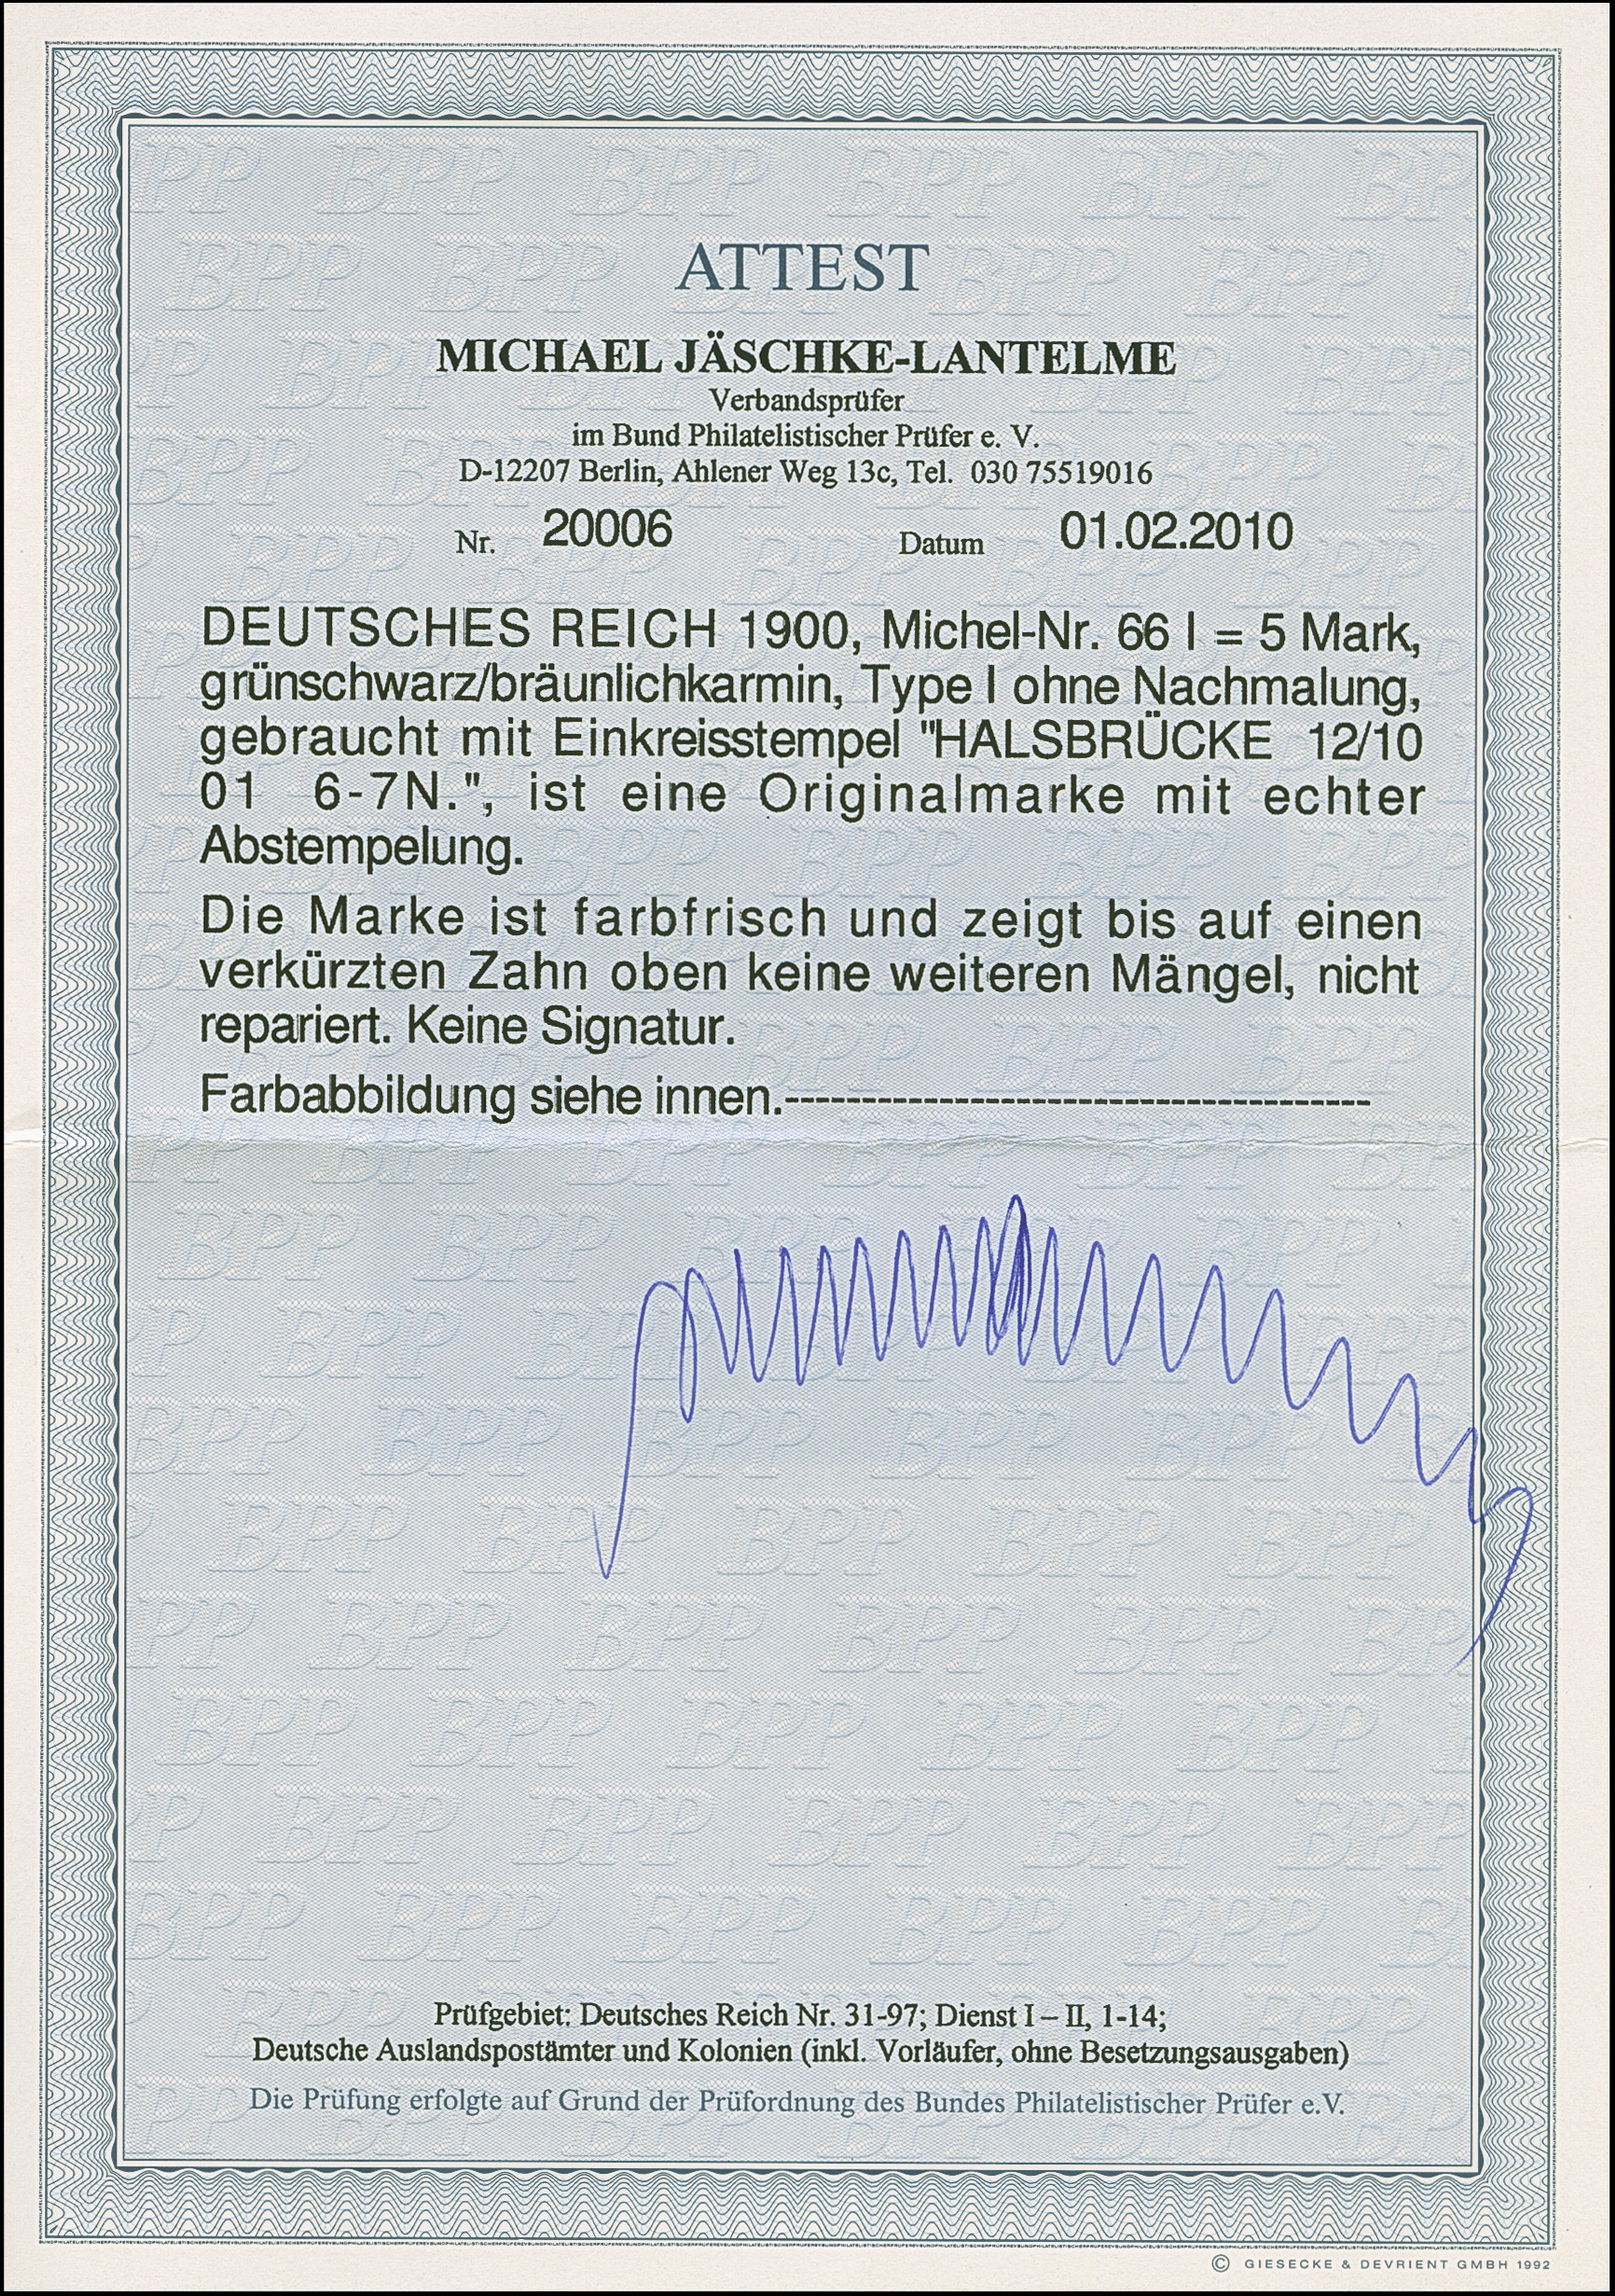 ATTEST
MICHAEL JÄSCHKE-LANTELME
Verbandsprüfer
im Bund Philatelistischer Prüfer e. V.
D-12207 Berlin, Ahlener Weg 13c, Tel. 030 75519016
Nr. 20006 Datum 01.02.2010
DEUTSCHES REICH 1900, Michel-Nr. 66 I = 5 Mark,
grünschwarz/bräunlichkarmin, Type I ohne Nachmalung,
gebraucht mit Einkreisstempel "HALSBRÜCKE 12/10
01 6-7N.", ist eine Originalmarke mit echter
Abstempelung.
Die Marke ist farbfrisch und zeigt bis auf einen
verkürzten Zahn oben keine weiteren Mängel, nicht
repariert. Keine Signatur.
Farbabbildung siehe innen.--------------------------------------
Prüfgebiet: Deutsches Reich Nr. 31-97; Dienst I – II, 1-14;
Deutsche Auslandspostämter und Kolonien (inkl. Vorläufer, ohne Besetzungsausgaben)
Die Prüfung erfolgte auf Grund der Prüfordnung des Bundes Philatelistischer Prüfer e.V.
© GIESECKE & DEVRIENT GMBH 1992